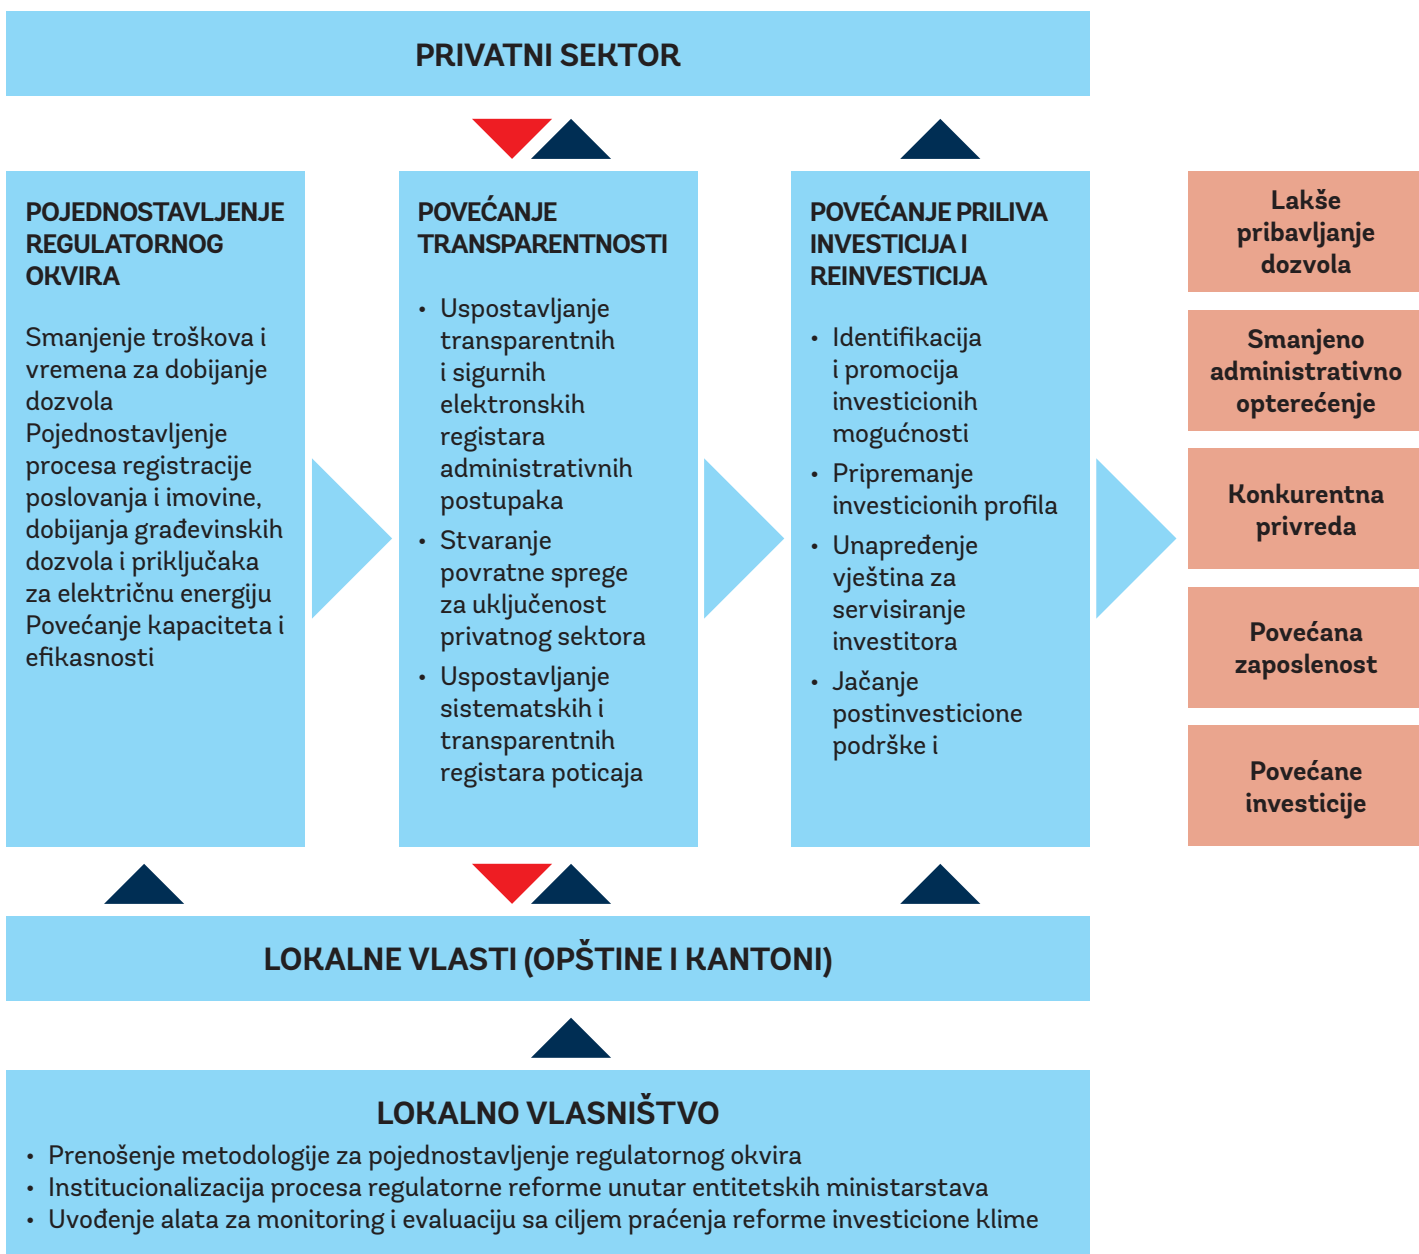 PRIVATNI SEKTOR
POJEDNOSTAVLJENJE
REGULATORNOG
OKVIRA
Smanjenje troškova i
vremena za dobijanje
dozvola
Pojednostavljenje
procesa registracije
poslovanja i imovine,
dobijanja građevinskih
dozvola i priključaka
za električnu energiju
Povećanje kapaciteta i
efikasnosti
POVEĆANJE
TRANSPARENTNOSTI
• Uspostavljanje
transparentnih
i sigurnih
elektronskih
registara
administrativnih
postupaka
• Stvaranje
povratne sprege
za uključenost
privatnog sektora
• Uspostavljanje
sistematskih i
transparentnih
registara poticaja
POVEĆANJE PRILIVA
INVESTICIJA I
REINVESTICIJA
• Identifikacija
i promocija
investicionih
mogućnosti
• Pripremanje
investicionih profila
• Unapređenje
vještina za
servisiranje
investitora
• Jačanje
postinvesticione
podrške i
Lakše
pribavljanje
dozvola
Smanjeno
administrativno
opterećenje
Konkurentna
privreda
Povećana
zaposlenost
Povećane
investicije
LOKALNE VLASTI (OPŠTINE I KANTONI)
LOKALNO VLASNIŠTVO
• Prenošenje metodologije za pojednostavljenje regulatornog okvira
• Institucionalizacija procesa regulatorne reforme unutar entitetskih ministarstava
• Uvođenje alata za monitoring i evaluaciju sa ciljem praćenja reforme investicione klime